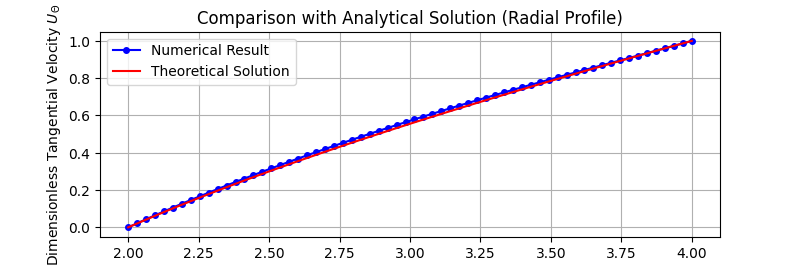 Comparison with Analytical Solution (Radial Profile)
Dimensionless Tangential Velocity U_Θ
Numerical Result
Theoretical Solution
1.0
0.8
0.6
0.4
0.2
0.0
2.00 2.25 2.50 2.75 3.00 3.25 3.50 3.75 4.00